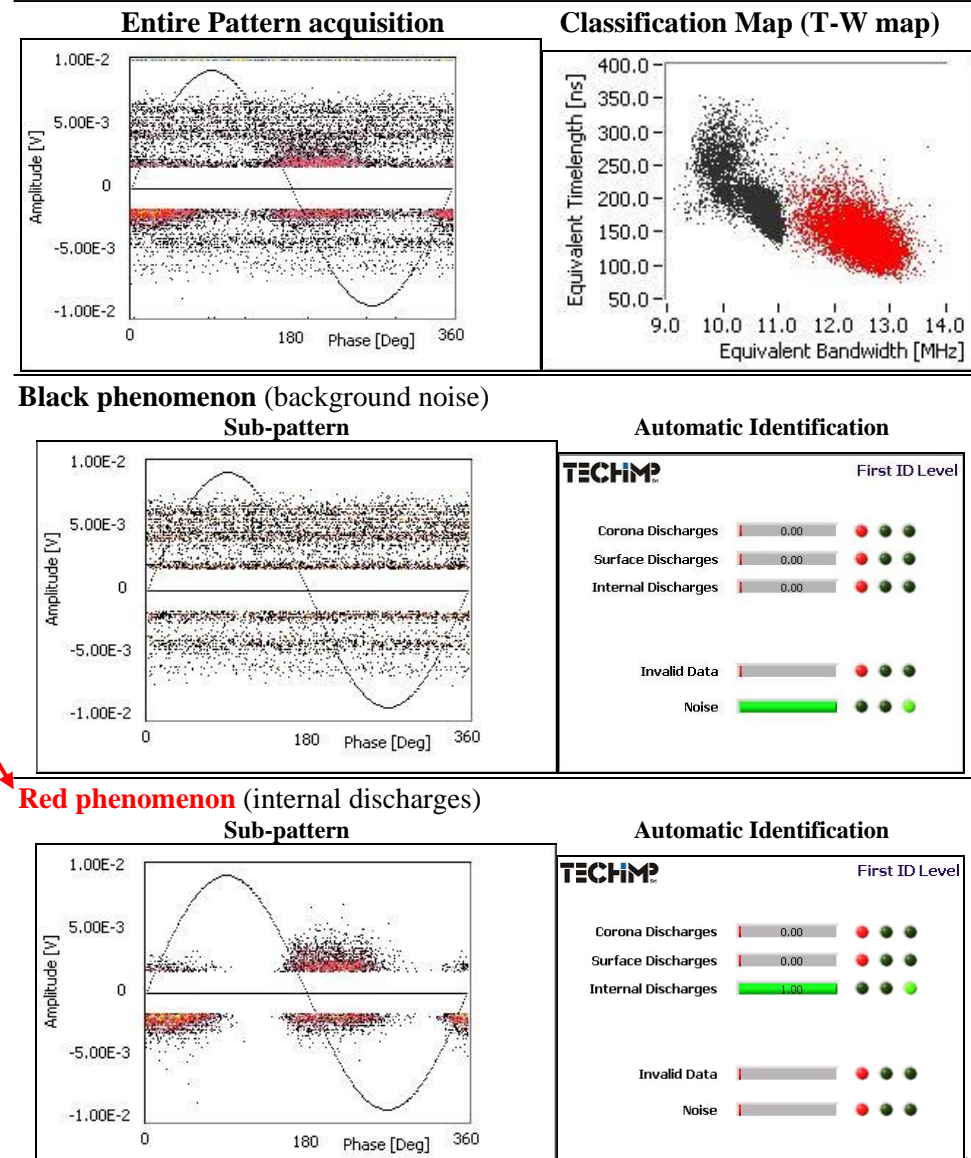 Entire Pattern acquisition
Classification Map (T-W map)
1.00E-2
5.00E-3
0
-5.00E-3
-1.00E-2
Amplitude [V]
0 180 360
Phase [Deg]
400.0
350.0
300.0
250.0
200.0
150.0
100.0
50.0
Equivalent Timelength [ns]
9.0 10.0 11.0 12.0 13.0 14.0
Equivalent Bandwidth [MHz]
Black phenomenon (background noise)
Sub-pattern
Automatic Identification
1.00E-2
5.00E-3
0
-5.00E-3
-1.00E-2
Amplitude [V]
0 180 360
Phase [Deg]
TECHIMP First ID Level
Corona Discharges 0.00
Surface Discharges 0.00
Internal Discharges 0.00
Invalid Data
Noise
Red phenomenon (internal discharges)
Sub-pattern
Automatic Identification
1.00E-2
5.00E-3
0
-5.00E-3
-1.00E-2
Amplitude [V]
0 180 360
Phase [Deg]
TECHIMP First ID Level
Corona Discharges 0.00
Surface Discharges 0.00
Internal Discharges 1.00
Invalid Data
Noise